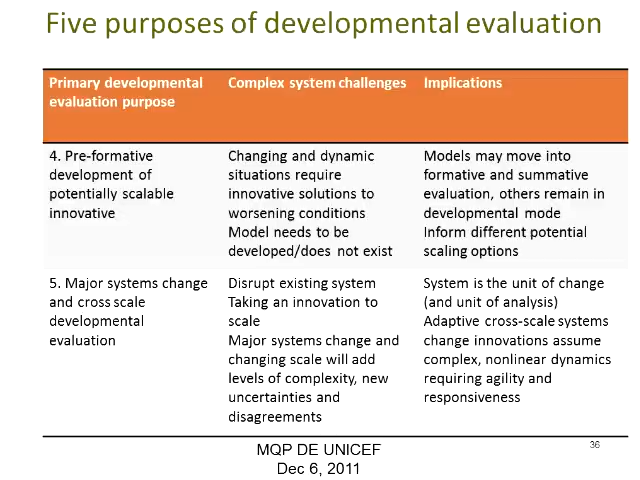 Five purposes of developmental evaluation
Primary developmental
evaluation purpose
Complex system challenges
Implications
4. Pre-formative
development of
potentially scalable
innovative
Changing and dynamic
situations require
innovative solutions to
worsening conditions
Model needs to be
developed/does not exist
Models may move into
formative and summative
evaluation, others remain in
developmental mode
Inform different potential
scaling options
5. Major systems change
and cross scale
developmental
evaluation
Disrupt existing system
Taking an innovation to
scale
Major systems change and
changing scale will add
levels of complexity, new
uncertainties and
disagreements
System is the unit of change
(and unit of analysis)
Adaptive cross-scale systems
change innovations assume
complex, nonlinear dynamics
requiring agility and
responsiveness
MQP DE UNICEF
Dec 6, 2011
36